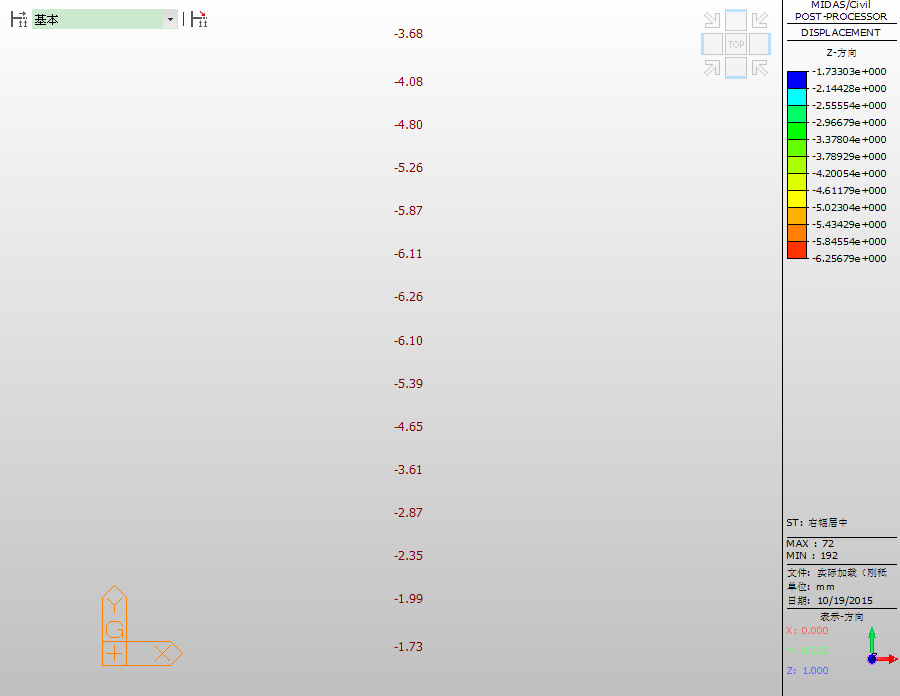 基本
-3.68
-4.08
-4.80
-5.26
-5.87
-6.11
-6.26
-6.10
-5.39
-4.65
-3.61
-2.87
-2.35
-1.99
-1.73
Y
G
X
TOP
MIDAS/Civil
POST-PROCESSOR
DISPLACEMENT
Z-方向
-1.73303e+000
-2.14428e+000
-2.55554e+000
-2.96679e+000
-3.37804e+000
-3.78929e+000
-4.20054e+000
-4.61179e+000
-5.02304e+000
-5.43429e+000
-5.84554e+000
-6.25679e+000
ST: 右幅居中
MAX : 72
MIN : 192
文件: 实际加载（刚秖
单位: mm
日期: 10/19/2015
表示-方向
X: 0.000
Y: 0.000
Z: 1.000
Z